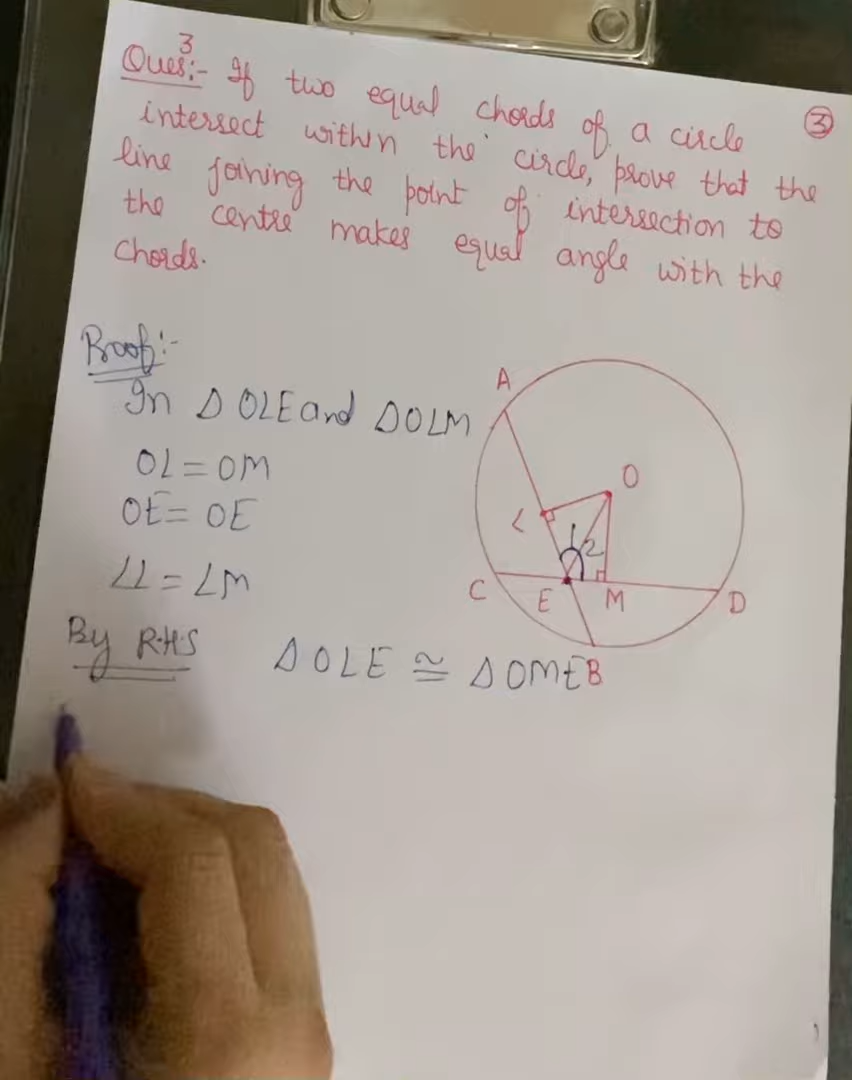 3
Ques:- If two equal chords of a circle
③
intersect within the circle, prove that the
line joining the point of intersection to
the centre makes equal angle with the
chords.
Proof:-
In △ OLE and △OLM
OL = OM
OE = OE
∠L = ∠M
By R.H.S
△ OLE ≅ △ OME
A
O
L
1
2
C
E
M
D
B